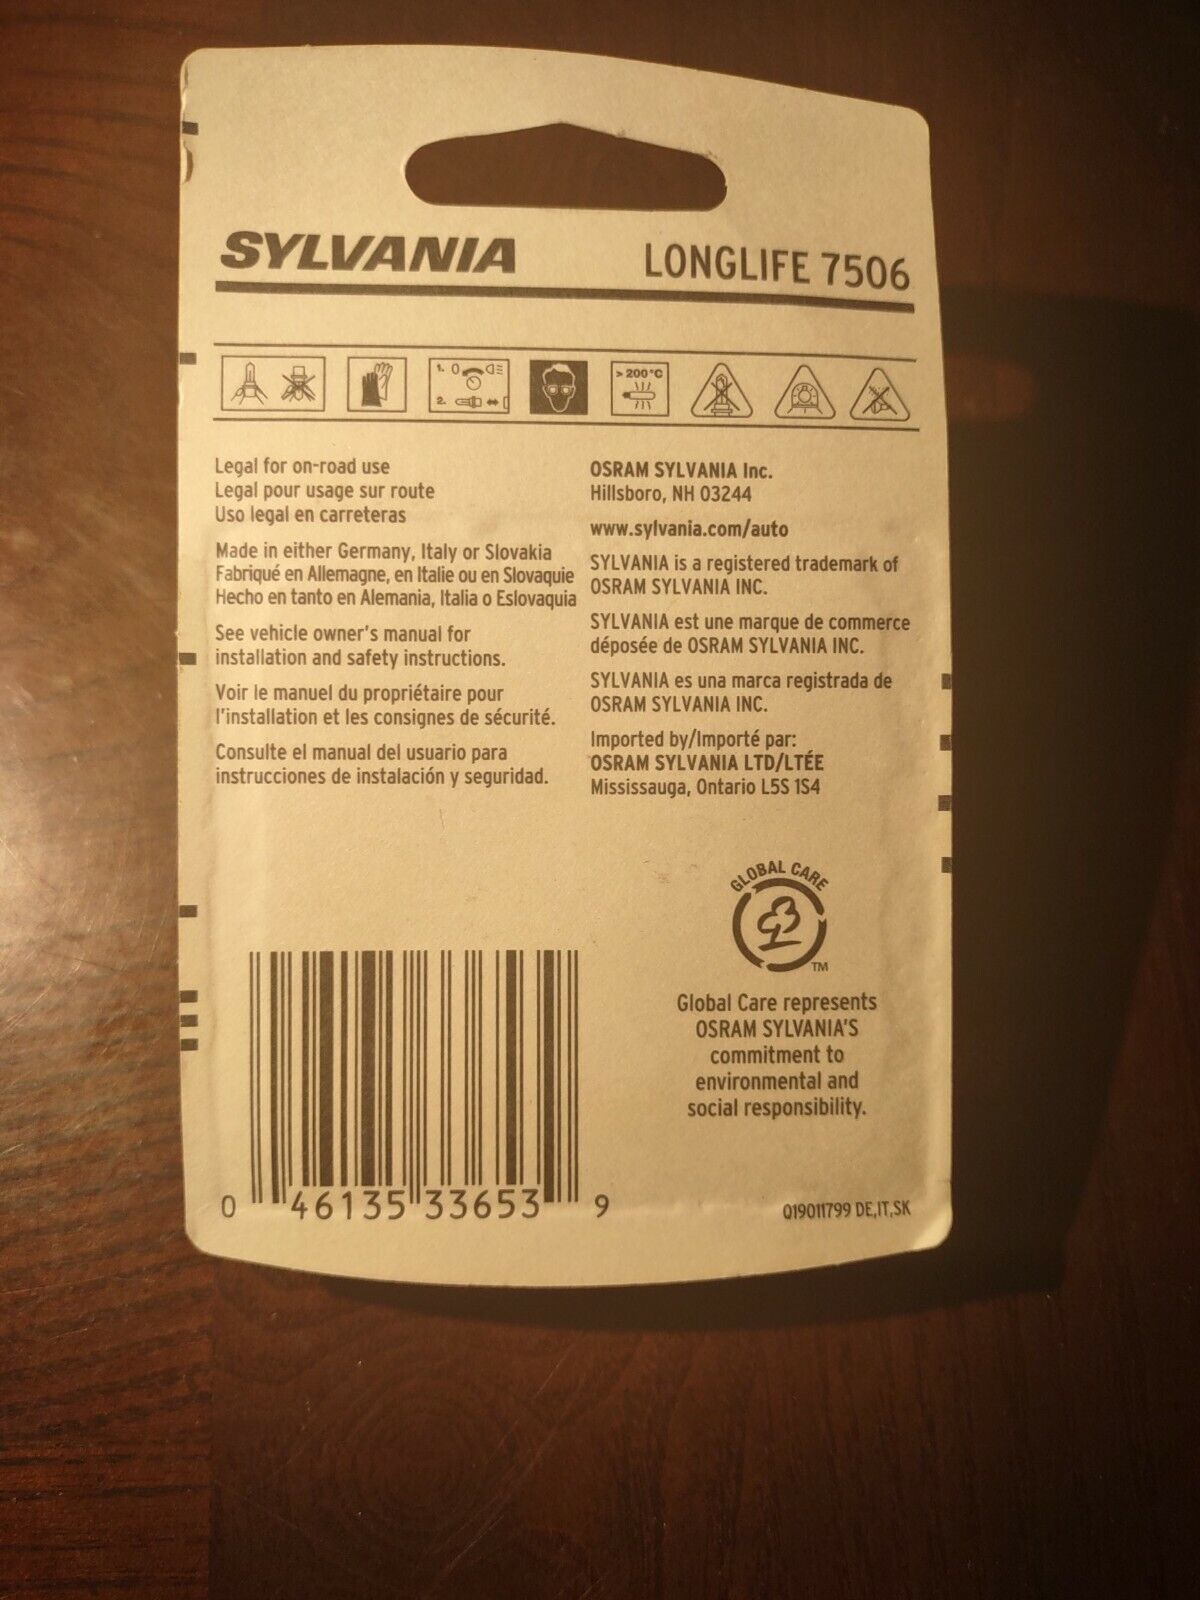 SYLVANIA
LONGLIFE 7506
1. 0
2.
> 200°C
Legal for on-road use
Legal pour usage sur route
Uso legal en carreteras
Made in either Germany, Italy or Slovakia
Fabriqué en Allemagne, en Italie ou en Slovaquie
Hecho en tanto en Alemania, Italia o Eslovaquia
See vehicle owner's manual for
installation and safety instructions.
Voir le manuel du propriétaire pour
l'installation et les consignes de sécurité.
Consulte el manual del usuario para
instrucciones de instalación y seguridad.
OSRAM SYLVANIA Inc.
Hillsboro, NH 03244
www.sylvania.com/auto
SYLVANIA is a registered trademark of
OSRAM SYLVANIA INC.
SYLVANIA est une marque de commerce
déposée de OSRAM SYLVANIA INC.
SYLVANIA es una marca registrada de
OSRAM SYLVANIA INC.
Imported by/Importé par:
OSRAM SYLVANIA LTD/LTÉE
Mississauga, Ontario L5S 1S4
GLOBAL CARE
TM
Global Care represents
OSRAM SYLVANIA'S
commitment to
environmental and
social responsibility.
0 46135 33653 9
Q19011799 DE,IT,SK